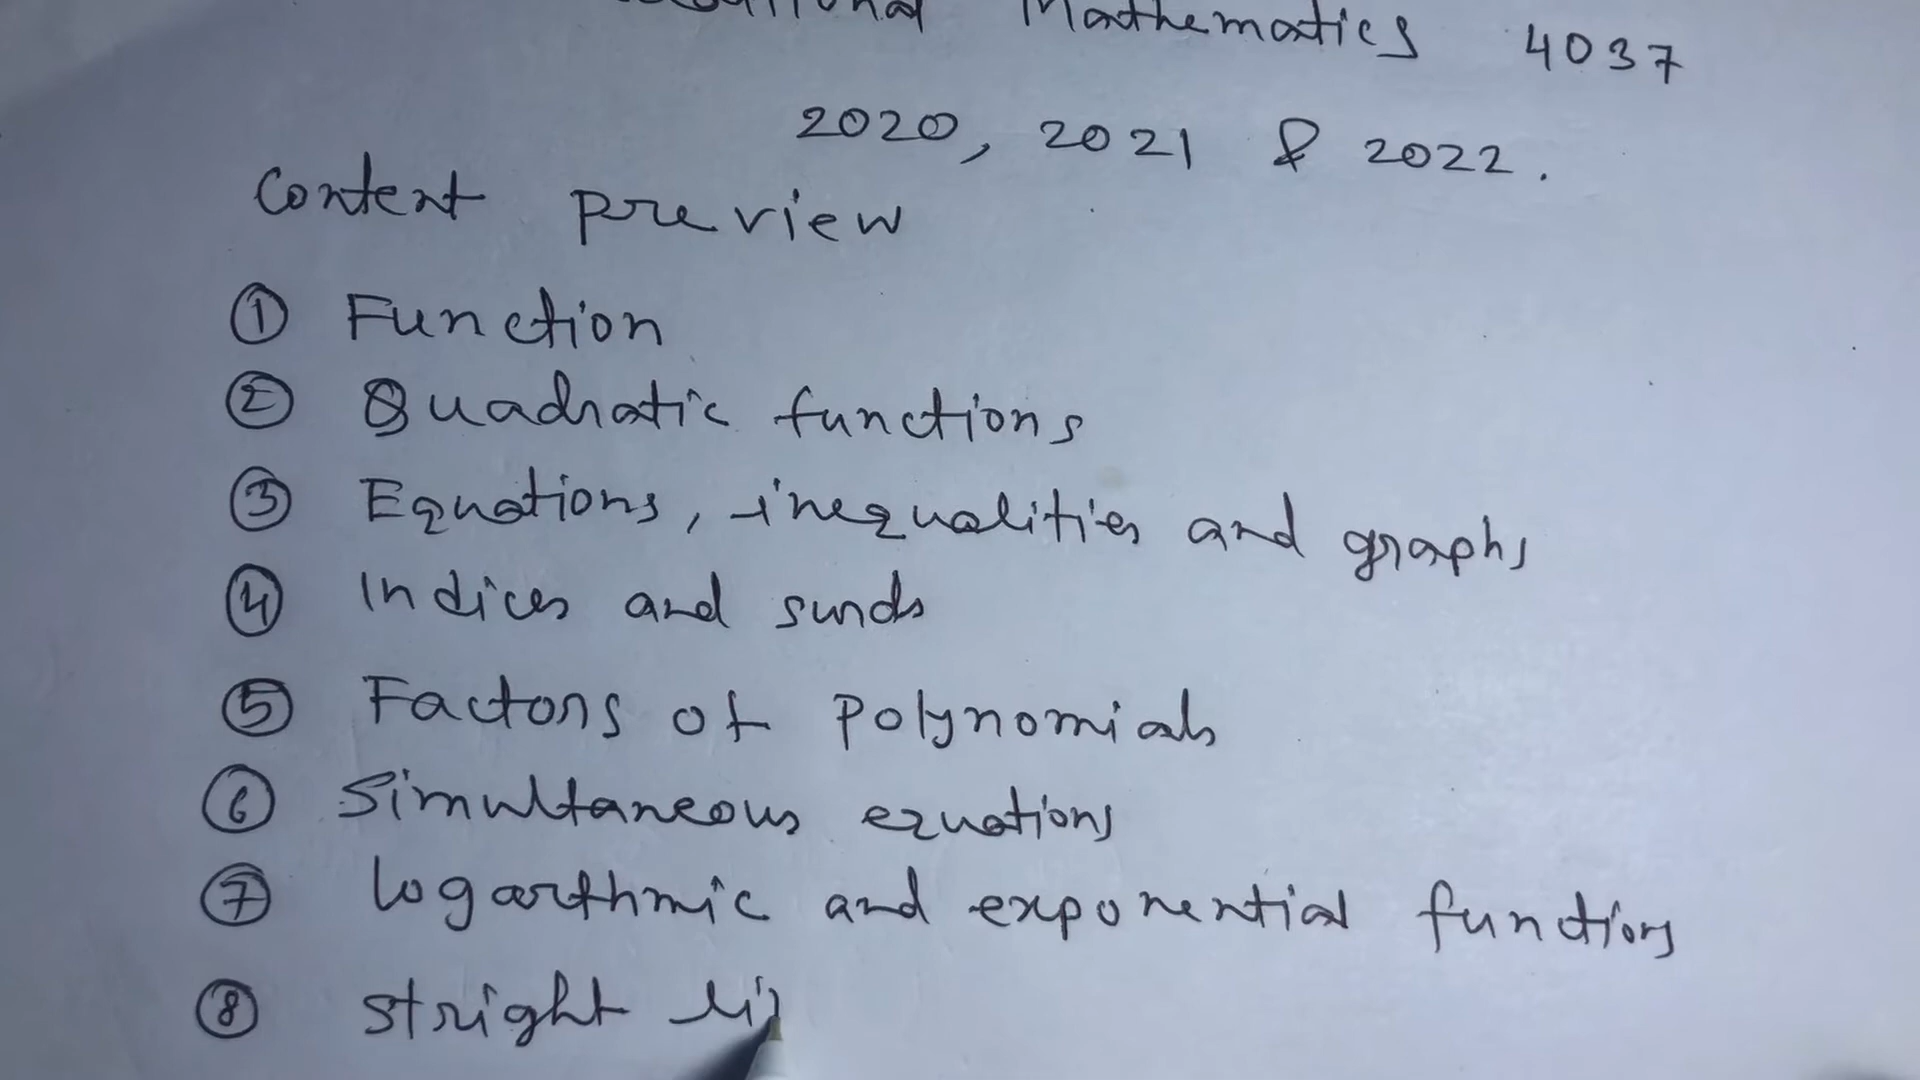 Mathematics 4037
2020, 2021 & 2022.
Content preview
① Function
② Quadratic functions
③ Equations, inequalities and graphs
④ Indices and surds
⑤ Factors of polynomials
⑥ Simultaneous equations
⑦ logarthmic and exponential functions
⑧ stright